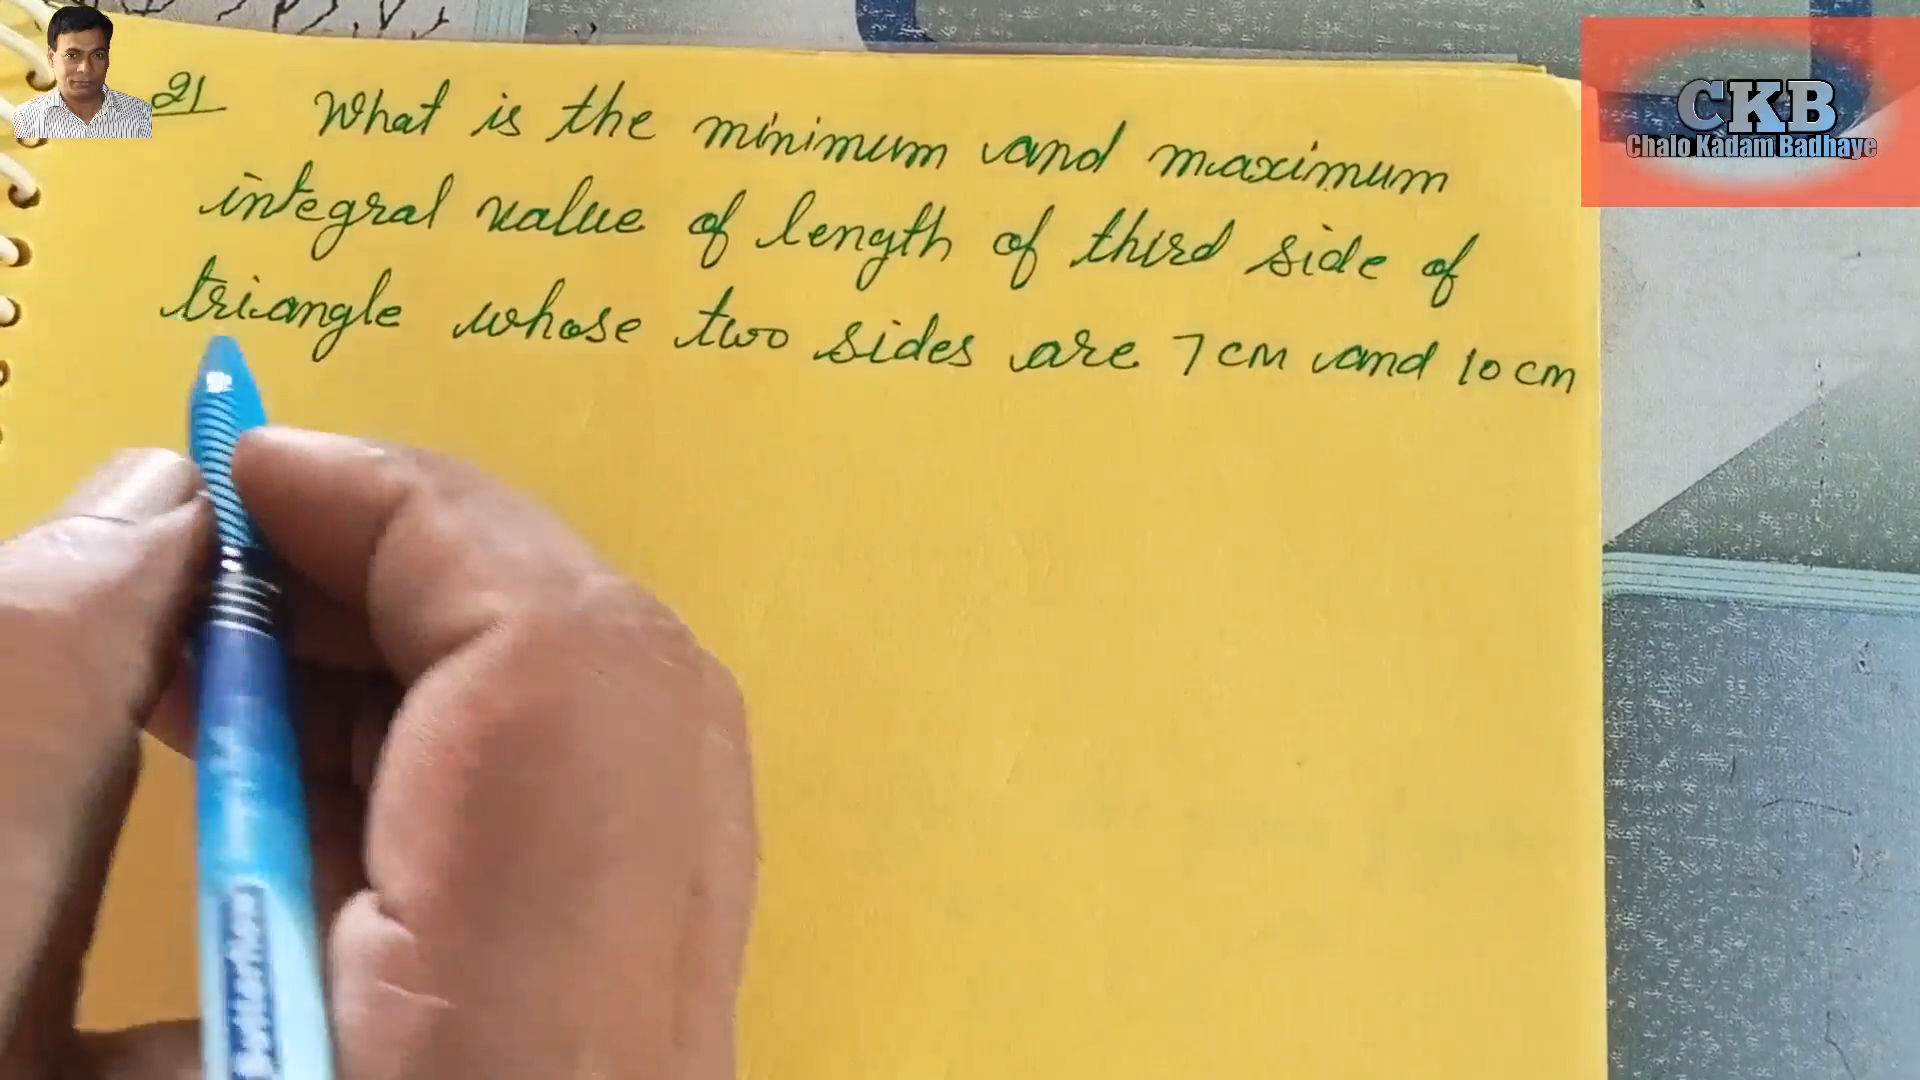 21 What is the minimum and maximum
integral value of length of third side of
triangle whose two sides are 7 cm and 10 cm
CKB
Chalo Kadam Badhaye
Butterflow